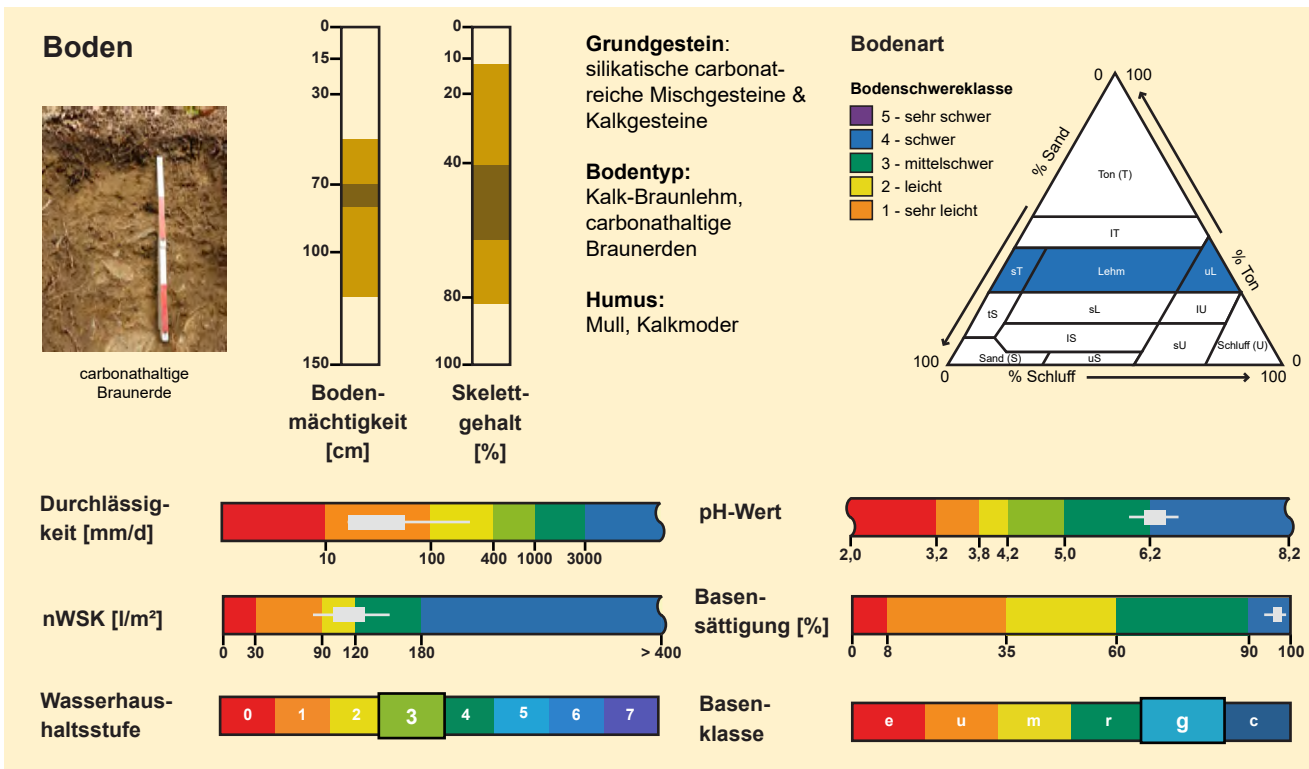 Boden
carbonathaltige
Braunerde
0
15
30
70
100
150
Boden-
mächtigkeit
[cm]
0
10
20
40
80
100
Skelett-
gehalt
[%]
Grundgestein:
silikatische carbonat-
reiche Mischgesteine &
Kalkgesteine
Bodentyp:
Kalk-Braunlehm,
carbonathaltige
Braunerden
Humus:
Mull, Kalkmoder
Bodenart
Bodenschwereklasse
5 - sehr schwer
4 - schwer
3 - mittelschwer
2 - leicht
1 - sehr leicht
0 100
% Sand
% Ton
Ton (T)
lT
sT Lehm uL
tS sL lU
lS
Sand (S) uS sU Schluff (U)
100 0
0 % Schluff 100
Durchlässig-
keit [mm/d]
10 100 400 1000 3000
nWSK [l/m²]
0 30 90 120 180 > 400
Wasserhaus-
haltsstufe
0 1 2 3 4 5 6 7
pH-Wert
2,0 3,2 3,8 4,2 5,0 6,2 8,2
Basen-
sättigung [%]
0 8 35 60 90 100
Basen-
klasse
e u m r g c